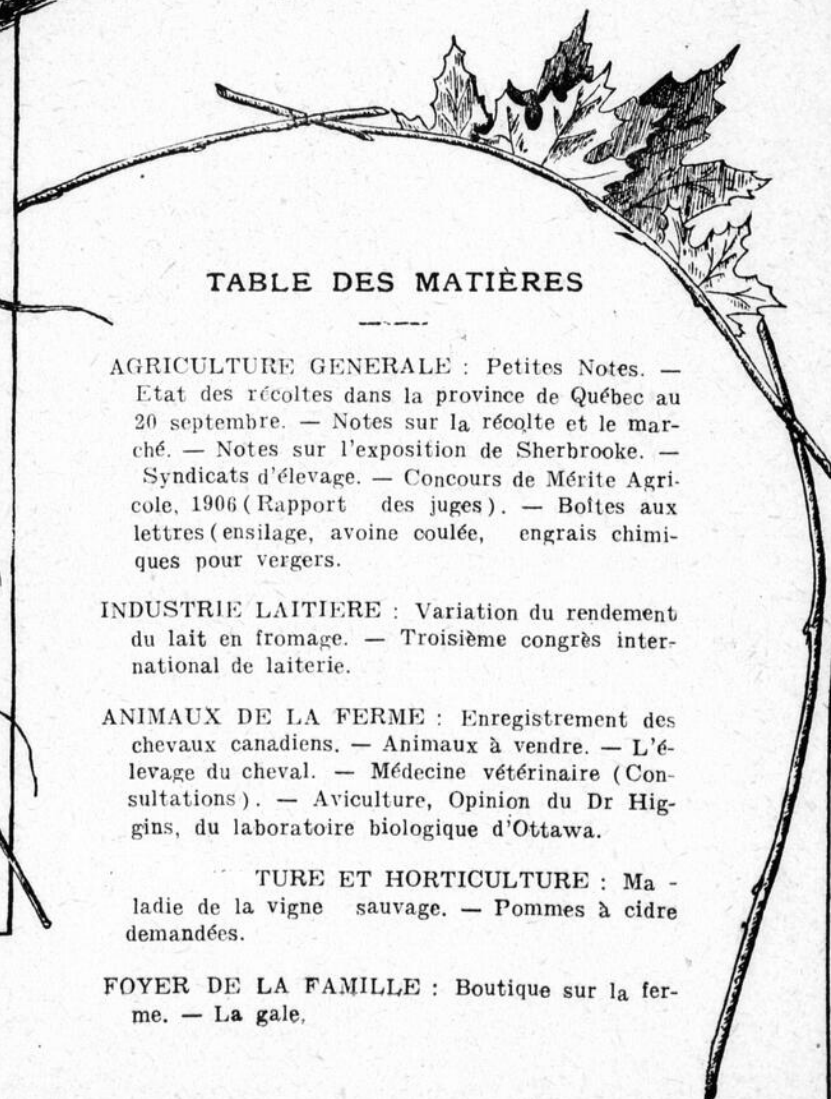 TABLE DES MATIÈRES
AGRICULTURE GENERALE : Petites Notes. —
Etat des récoltes dans la province de Québec au
20 septembre. — Notes sur la récolte et le mar-
ché. — Notes sur l'exposition de Sherbrooke. —
Syndicats d'élevage. — Concours de Mérite Agri-
cole, 1906 (Rapport des juges). — Boîtes aux
lettres (ensilage, avoine coulée, engrais chimi-
ques pour vergers.
INDUSTRIE LAITIERE : Variation du rendement
du lait en fromage. — Troisième congrès inter-
national de laiterie.
ANIMAUX DE LA FERME : Enregistrement des
chevaux canadiens. — Animaux à vendre. — L'é-
levage du cheval. — Médecine vétérinaire (Con-
sultations). — Aviculture, Opinion du Dr Hig-
gins, du laboratoire biologique d'Ottawa.
TURE ET HORTICULTURE : Ma -
ladie de la vigne sauvage. — Pommes à cidre
demandées.
FOYER DE LA FAMILLE : Boutique sur la fer-
me. — La gale,